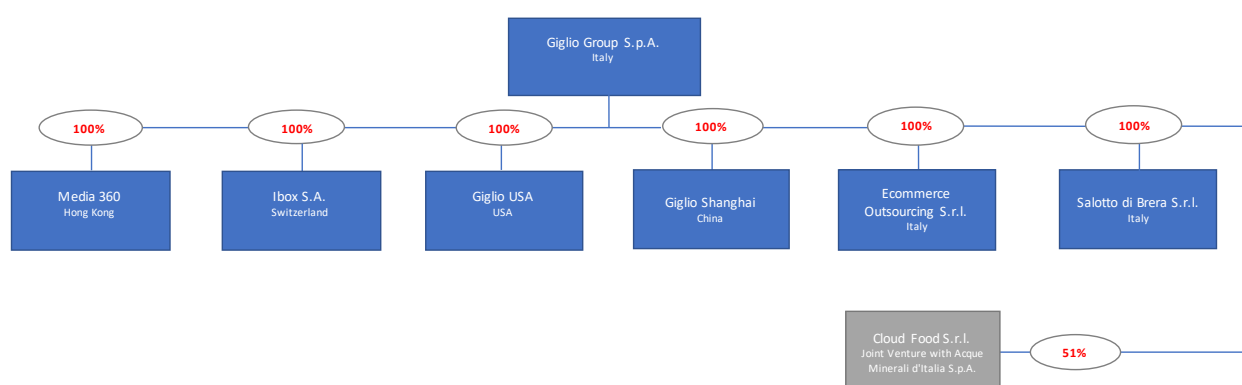 Giglio Group S.p.A.
Italy
100%
100%
100%
100%
100%
100%
Media 360
Hong Kong
Ibox S.A.
Switzerland
Giglio USA
USA
Giglio Shanghai
China
Ecommerce
Outsourcing S.r.l.
Italy
Salotto di Brera S.r.l.
Italy
Cloud Food S.r.l.
Joint Venture with Acque
Minerali d'Italia S.p.A.
51%